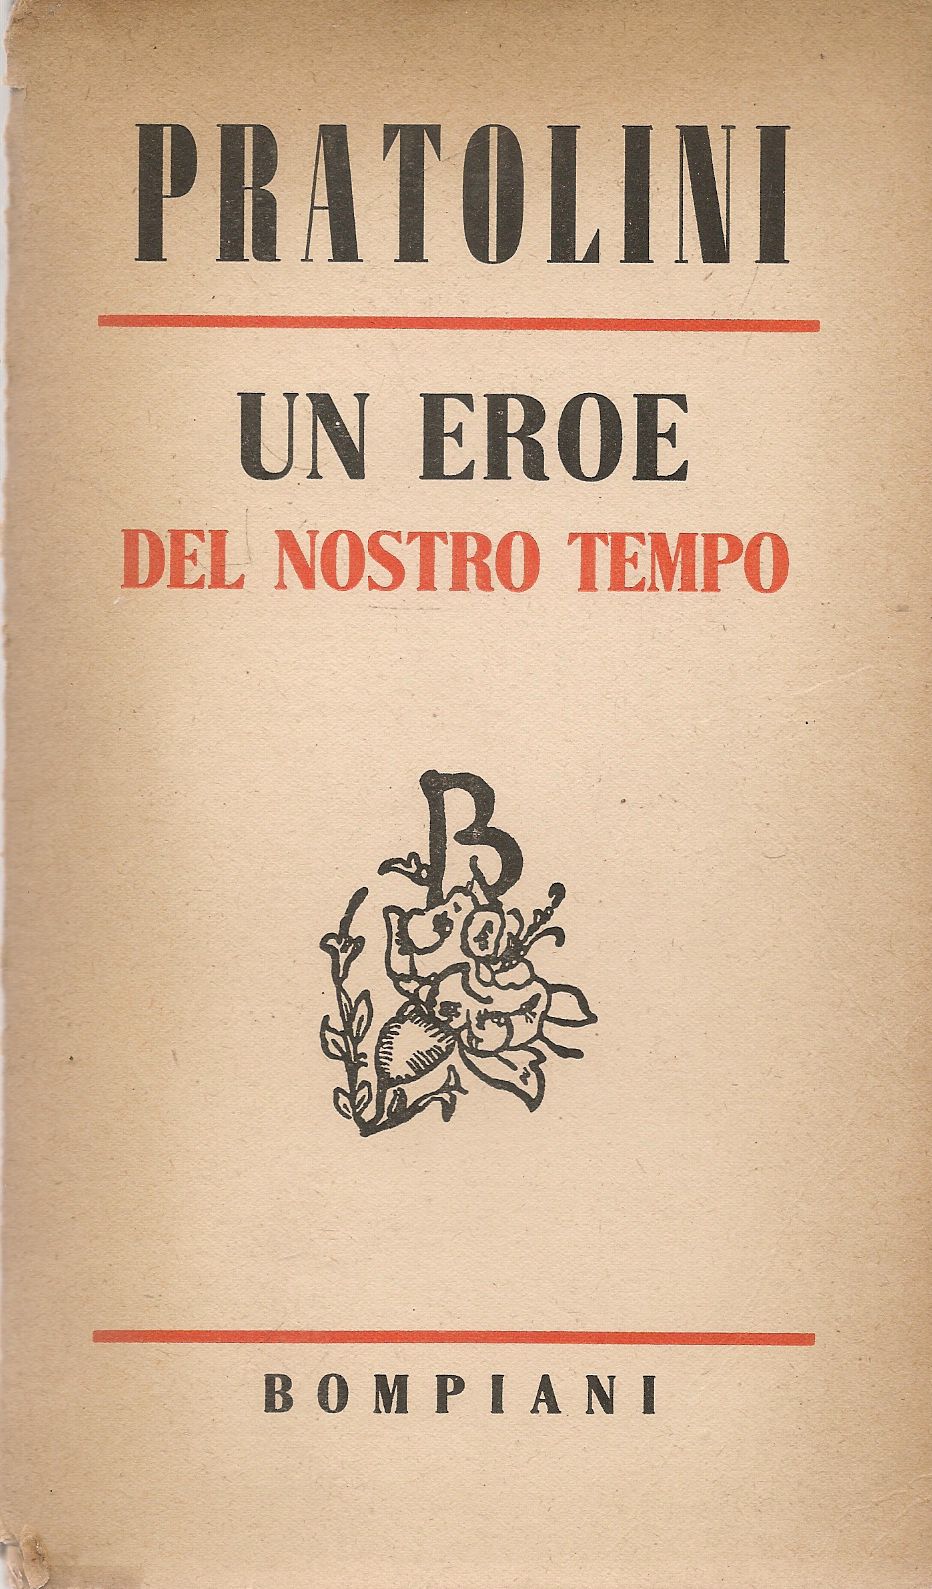 PRATOLINI
UN EROE
DEL NOSTRO TEMPO
B
BOMPIANI